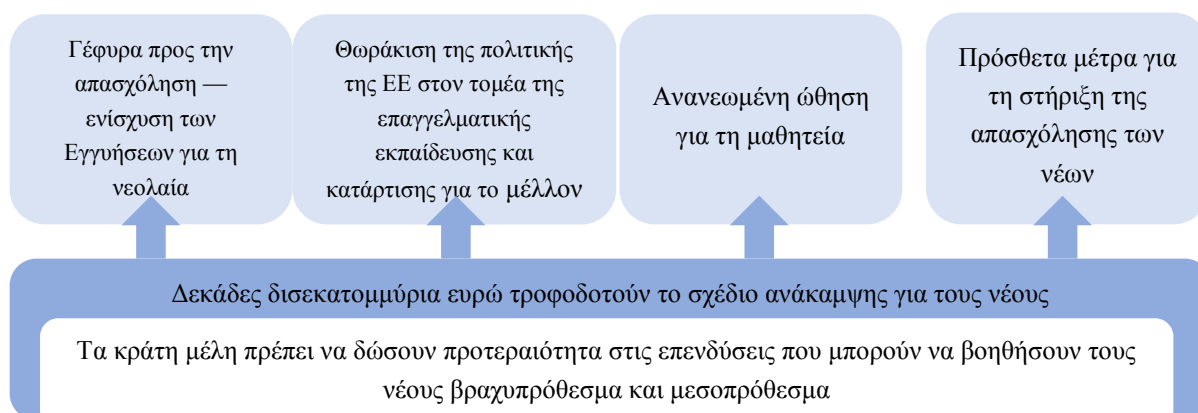 Γέφυρα προς την
απασχόληση —
ενίσχυση των
Εγγυήσεων για τη
νεολαία
Θωράκιση της πολιτικής
της ΕΕ στον τομέα της
επαγγελματικής
εκπαίδευσης και
κατάρτισης για το μέλλον
Ανανεωμένη ώθηση
για τη μαθητεία
Πρόσθετα μέτρα για
τη στήριξη της
απασχόλησης των
νέων
Δεκάδες δισεκατομμύρια ευρώ τροφοδοτούν το σχέδιο ανάκαμψης για τους νέους
Τα κράτη μέλη πρέπει να δώσουν προτεραιότητα στις επενδύσεις που μπορούν να βοηθήσουν τους
νέους βραχυπρόθεσμα και μεσοπρόθεσμα